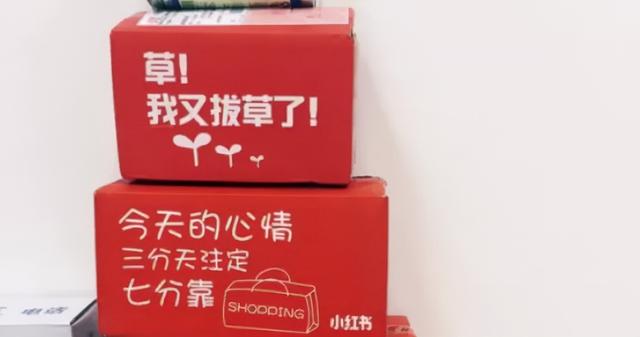 草!
我又拔草了!
今天的心情
三分天注定
七分靠
SHOPPING
小红书